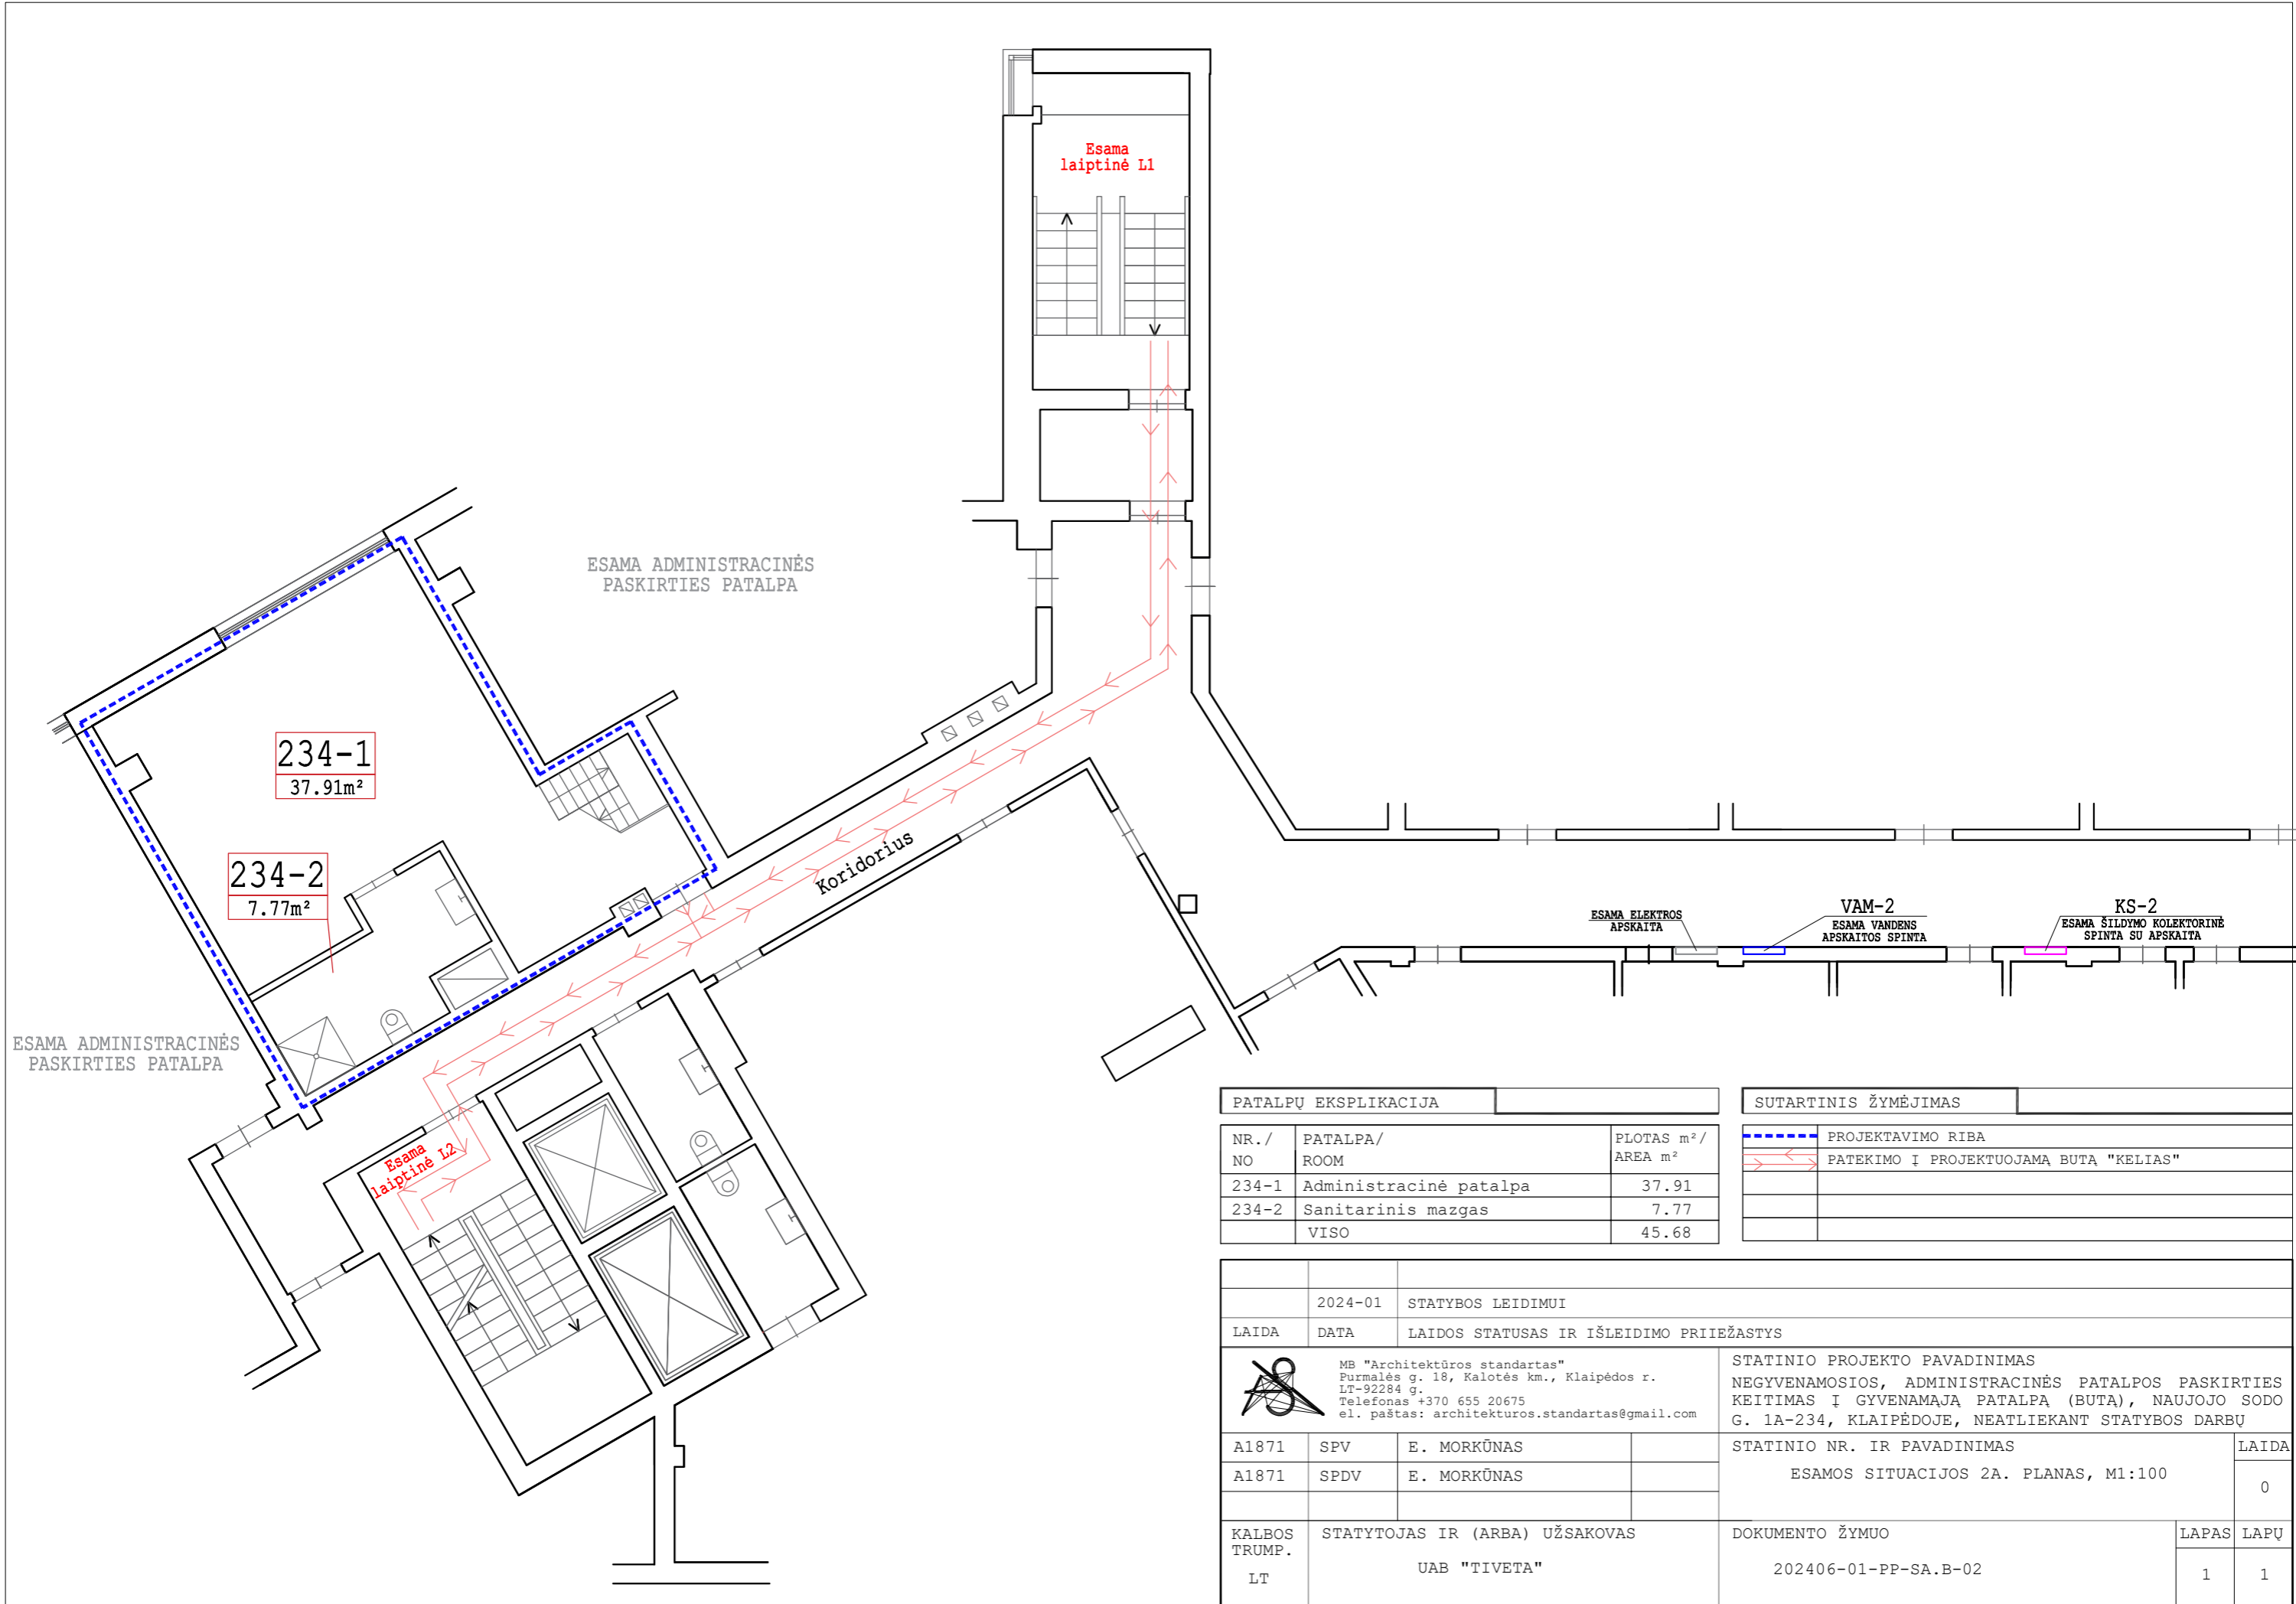 Esama
laiptinė L1
ESAMA ADMINISTRACINĖS
PASKIRTIES PATALPA
234-1
37.91m²
234-2
7.77m²
Koridorius
ESAMA ELEKTROS
APSKAITA
VAM-2
ESAMA VANDENS
APSKAITOS SPINTA
KS-2
ESAMA ŠILDYMO KOLEKTORINĖ
SPINTA SU APSKAITA
ESAMA ADMINISTRACINĖS
PASKIRTIES PATALPA
Esama
laiptinė L2
PATALPŲ EKSPLIKACIJA
NR./ PATALPA/ PLOTAS m²/
NO ROOM AREA m²
234-1 Administracinė patalpa 37.91
234-2 Sanitarinis mazgas 7.77
VISO 45.68
SUTARTINIS ŽYMĖJIMAS
PROJEKTAVIMO RIBA
PATEKIMO Į PROJEKTUOJAMĄ BUTĄ "KELIAS"
2024-01 STATYBOS LEIDIMUI
LAIDA DATA LAIDOS STATUSAS IR IŠLEIDIMO PRIIEŽASTYS
MB "Architektūros standartas"
Purmalės g. 18, Kalotės km., Klaipėdos r.
LT-92284 g.
Telefonas +370 655 20675
el. paštas: architekturos.standartas@gmail.com
STATINIO PROJEKTO PAVADINIMAS
NEGYVENAMOSIOS, ADMINISTRACINĖS PATALPOS PASKIRTIES
KEITIMAS Į GYVENAMĄJĄ PATALPĄ (BUTĄ), NAUJOJO SODO
G. 1A-234, KLAIPĖDOJE, NEATLIEKANT STATYBOS DARBŲ
A1871 SPV E. MORKŪNAS
A1871 SPDV E. MORKŪNAS
STATINIO NR. IR PAVADINIMAS LAIDA
ESAMOS SITUACIJOS 2A. PLANAS, M1:100
0
KALBOS
TRUMP.
LT
STATYTOJAS IR (ARBA) UŽSAKOVAS
UAB "TIVETA"
DOKUMENTO ŽYMUO LAPAS LAPŲ
202406-01-PP-SA.B-02 1 1